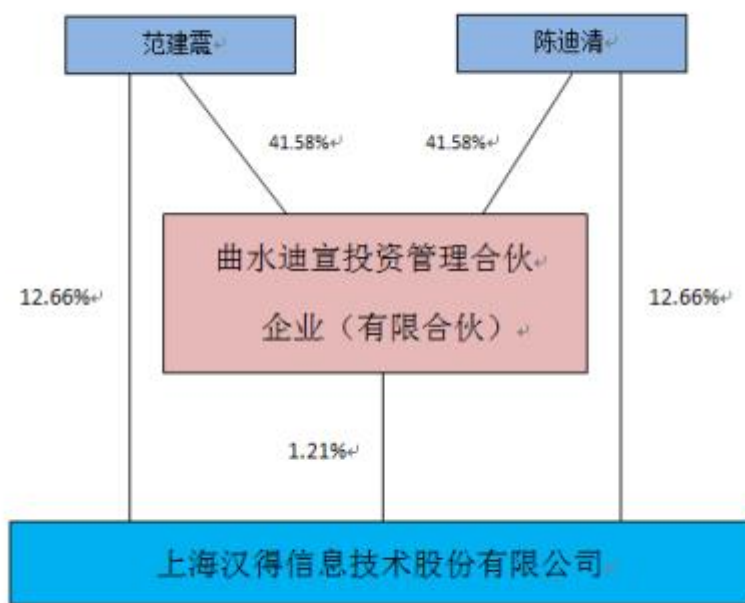 范建震
陈迪清
41.58%
41.58%
曲水迪宣投资管理合伙
企业（有限合伙）
12.66%
12.66%
1.21%
上海汉得信息技术股份有限公司